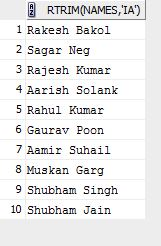 RTRIM(NAMES,'IA')
1 Rakesh Bakol
2 Sagar Neg
3 Rajesh Kumar
4 Aarish Solank
5 Rahul Kumar
6 Gaurav Poon
7 Aamir Suhail
8 Muskan Garg
9 Shubham Singh
10 Shubham Jain